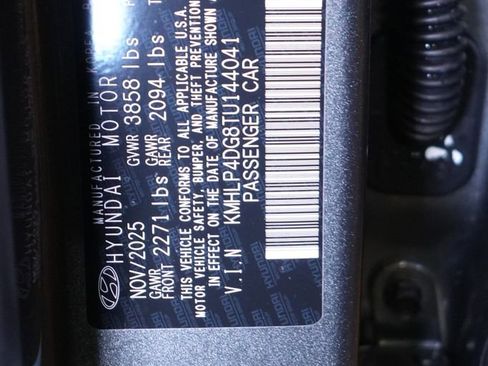 MANUFACTURED IN KOREA
HYUNDAI MOTOR
NOV/2025 GVWR 3858 lbs
GAWR FRONT 2271 lbs GAWR REAR 2094 lbs
THIS VEHICLE CONFORMS TO ALL APPLICABLE U.S.A.
MOTOR VEHICLE SAFETY, BUMPER, AND THEFT PREVENTION
IN EFFECT ON THE DATE OF MANUFACTURE SHOWN
V.I.N KMHLP4DG8TU144041
PASSENGER CAR